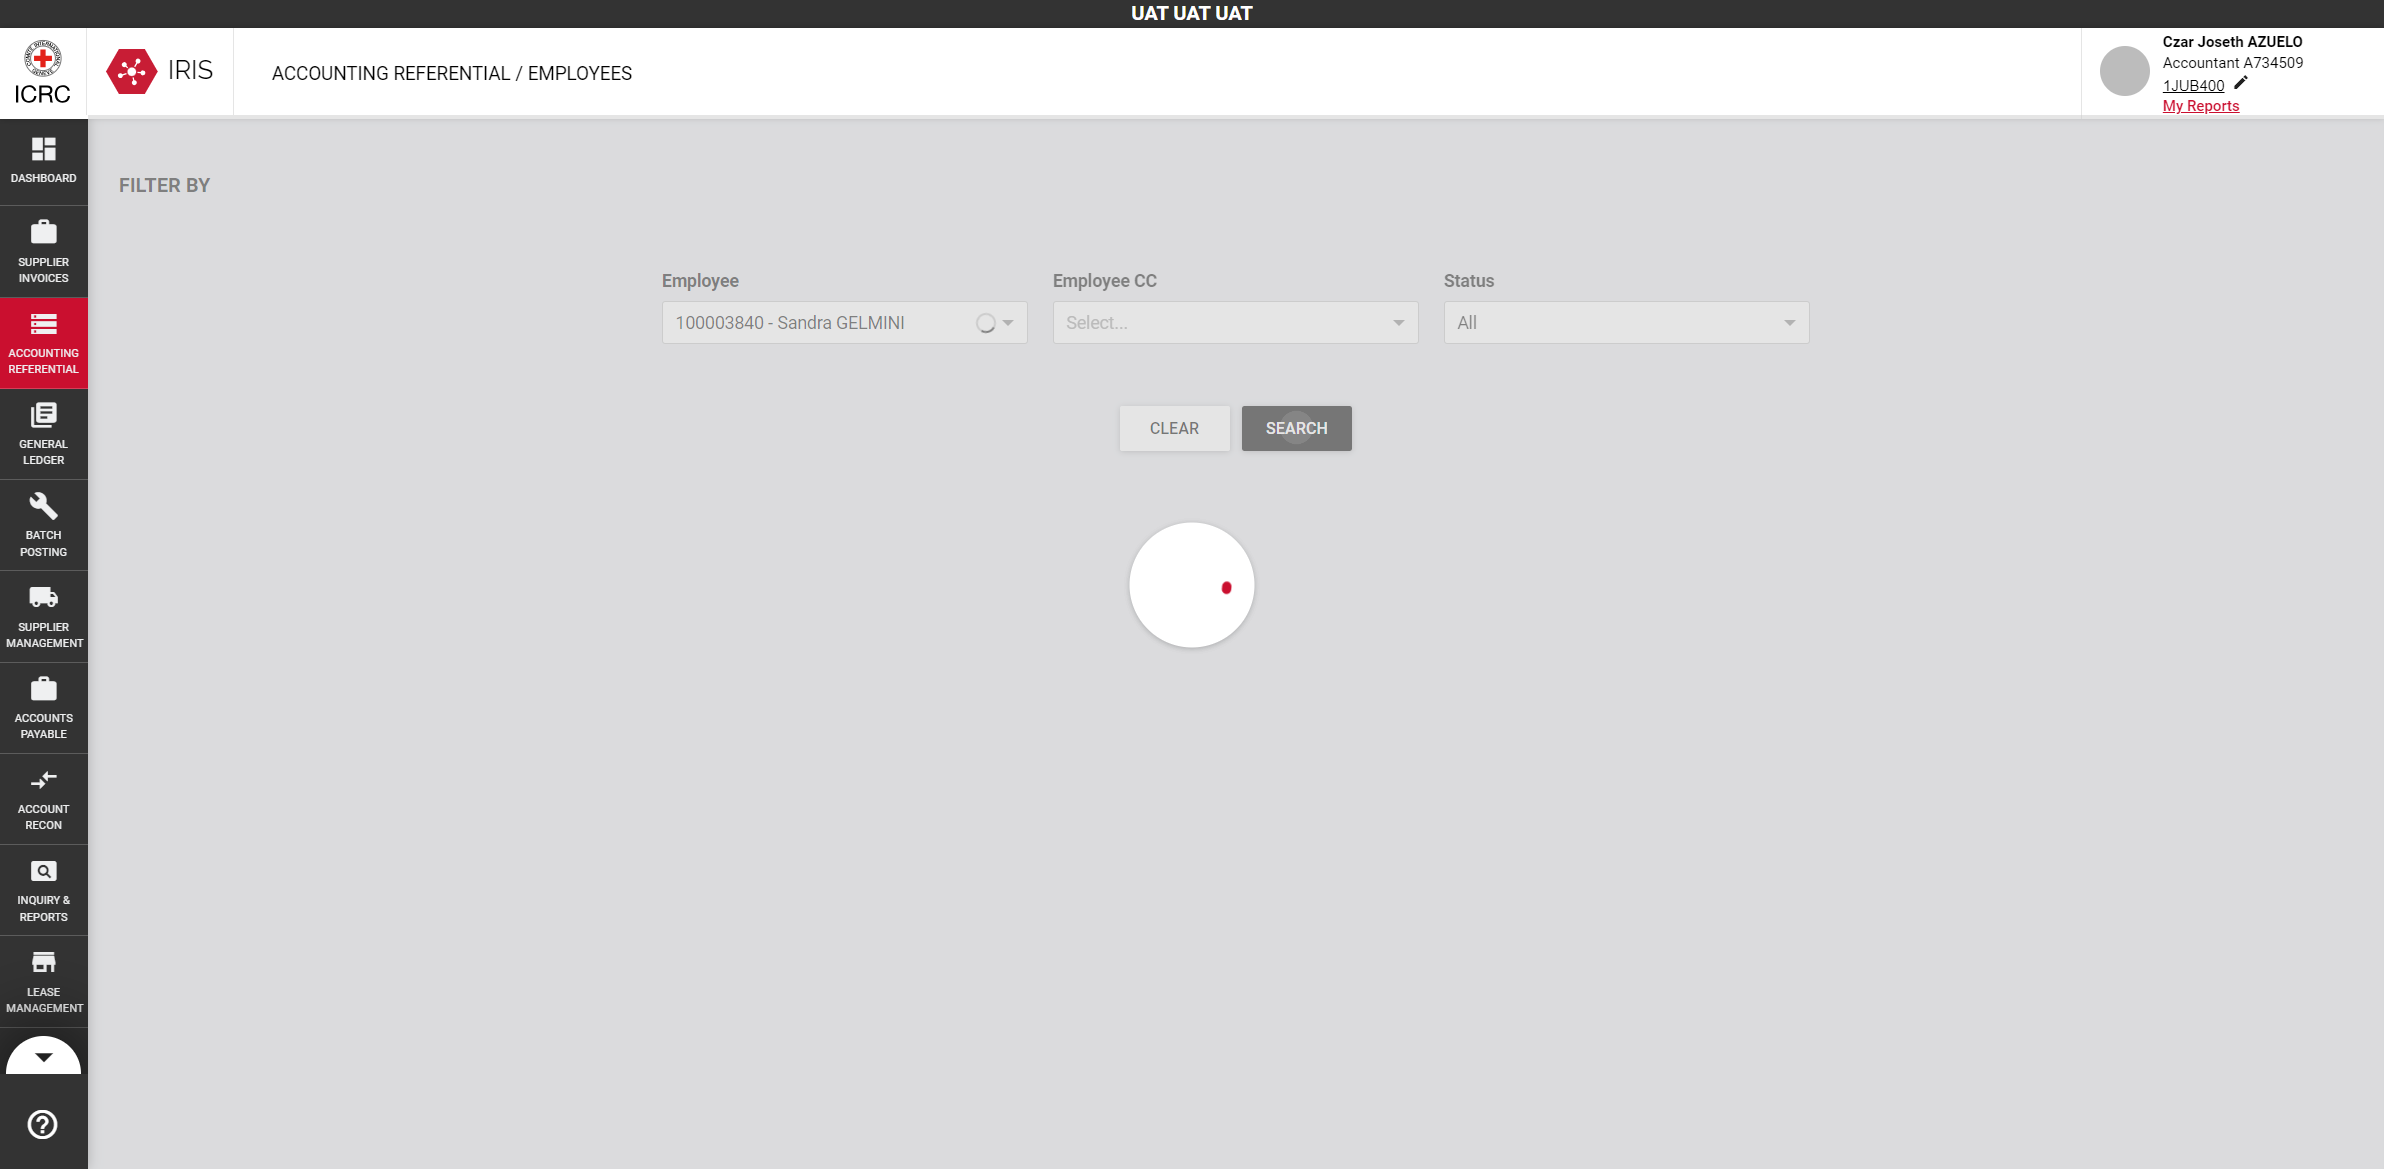 UAT UAT UAT
ICRC
IRIS
ACCOUNTING REFERENTIAL / EMPLOYEES
Czar Joseth AZUELO
Accountant A734509
1JUB400
My Reports
DASHBOARD
SUPPLIER
INVOICES
ACCOUNTING
REFERENTIAL
GENERAL
LEDGER
BATCH
POSTING
SUPPLIER
MANAGEMENT
ACCOUNTS
PAYABLE
ACCOUNT
RECON
INQUIRY &
REPORTS
LEASE
MANAGEMENT
FILTER BY
Employee
Employee CC
Status
100003840 - Sandra GELMINI
Select...
All
CLEAR
SEARCH